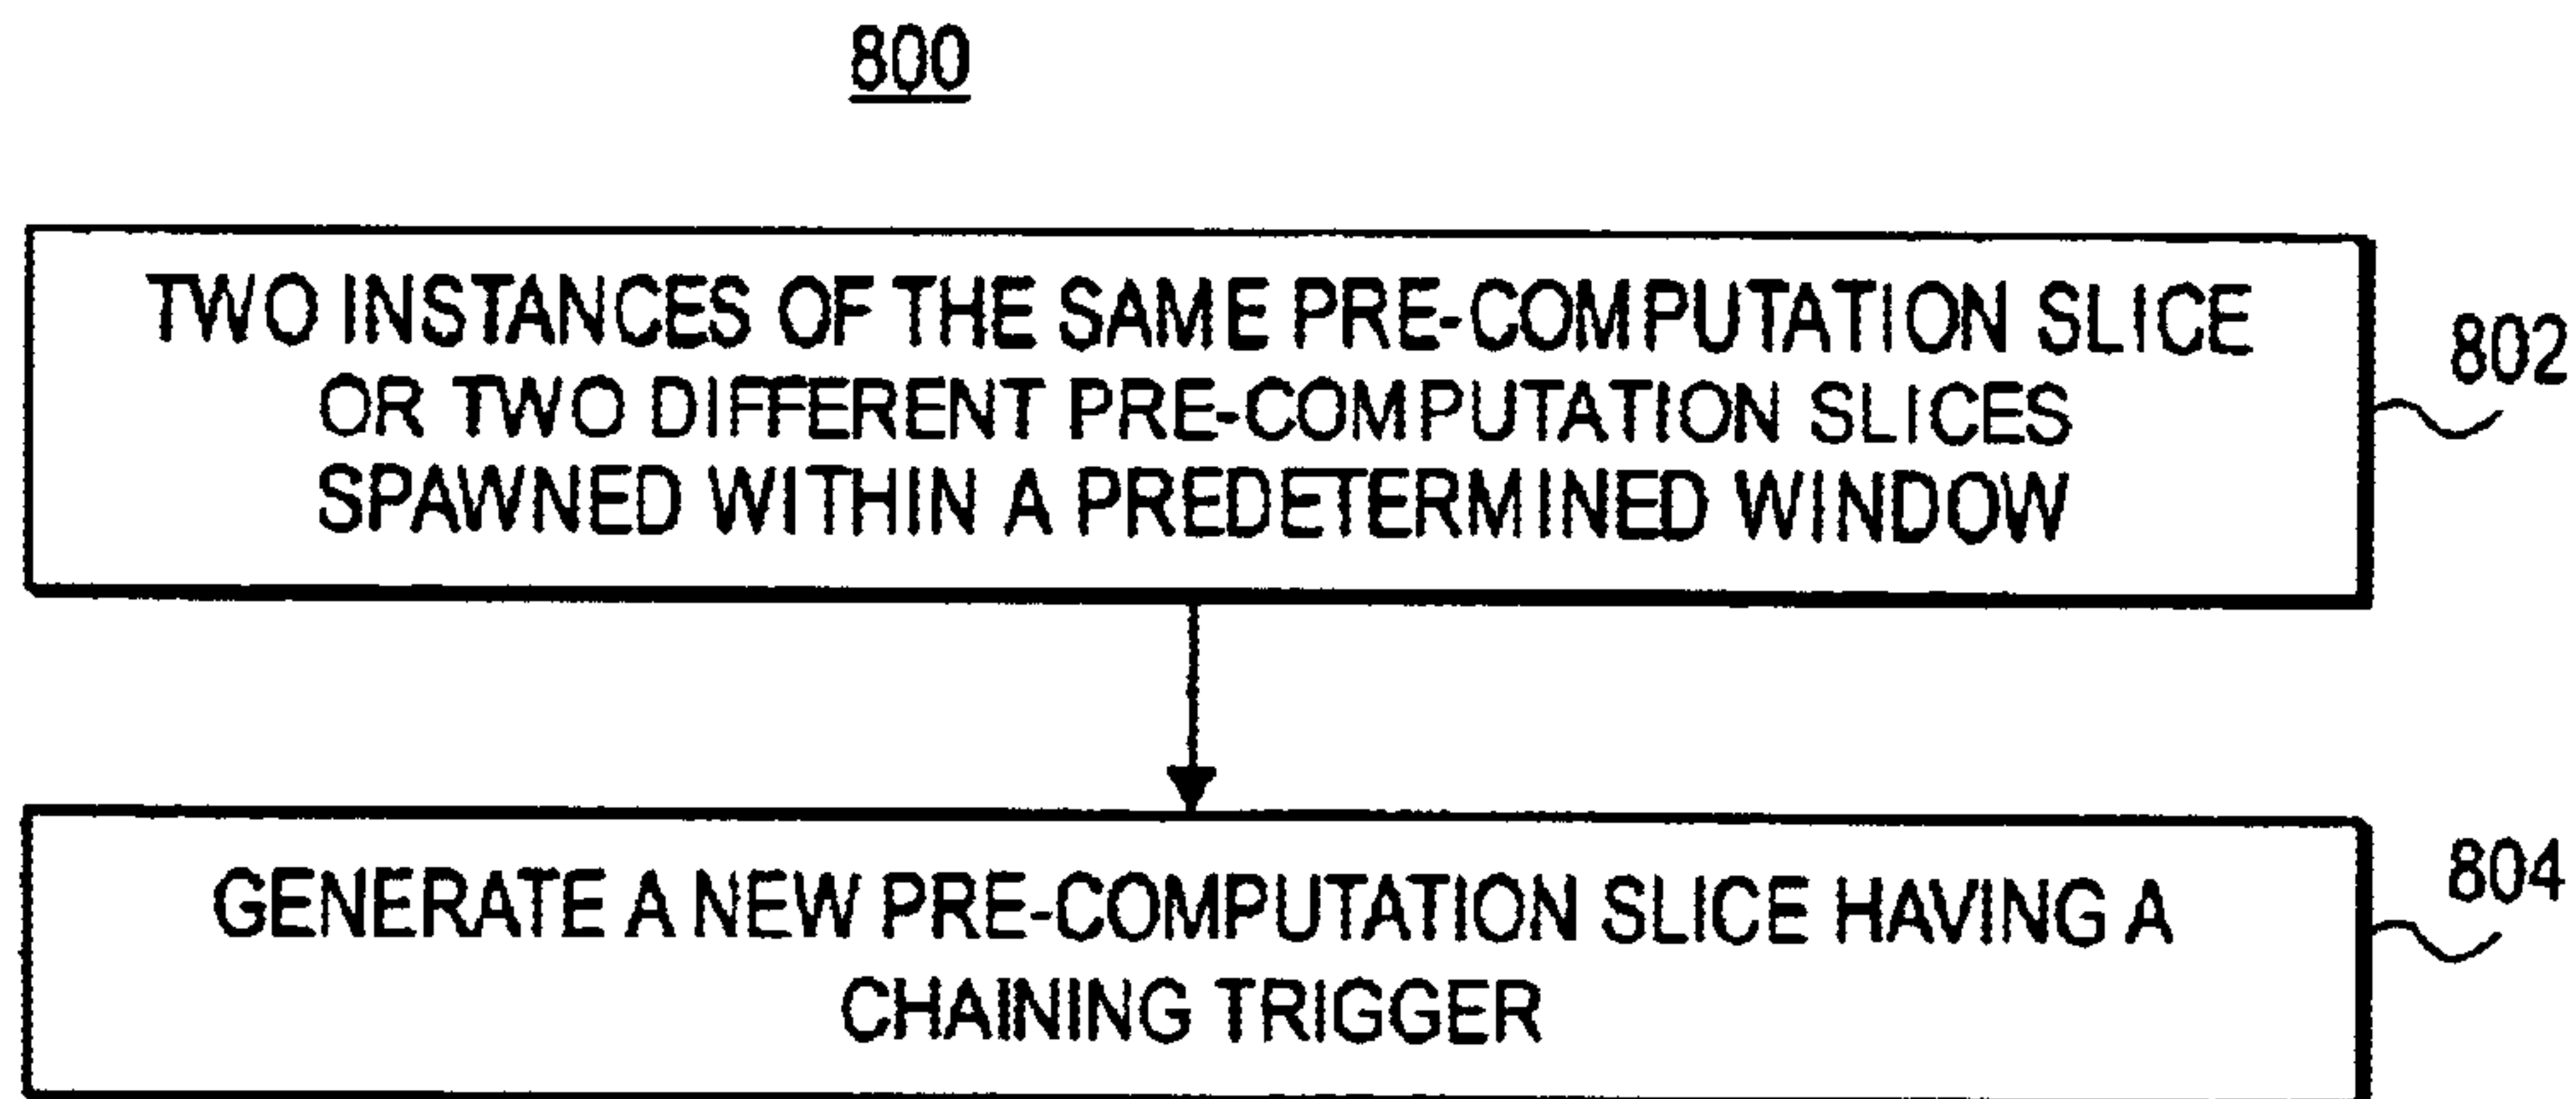 800
TWO INSTANCES OF THE SAME PRE-COMPUTATION SLICE
OR TWO DIFFERENT PRE-COMPUTATION SLICES
SPAWNED WITHIN A PREDETERMINED WINDOW
802
GENERATE A NEW PRE-COMPUTATION SLICE HAVING A
CHAINING TRIGGER
804